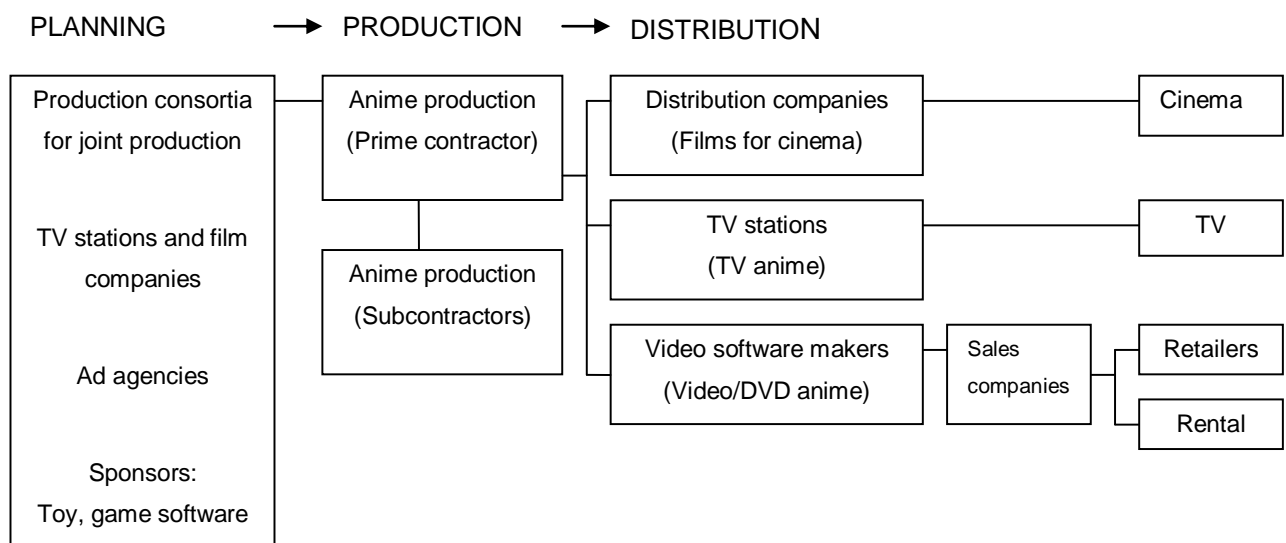 PLANNING PRODUCTION DISTRIBUTION
Production consortia
for joint production
TV stations and film
companies
Ad agencies
Sponsors:
Toy, game software
Anime production
(Prime contractor)
Anime production
(Subcontractors)
Distribution companies
(Films for cinema)
Cinema
TV stations
(TV anime)
TV
Video software makers
(Video/DVD anime)
Sales
companies
Retailers
Rental